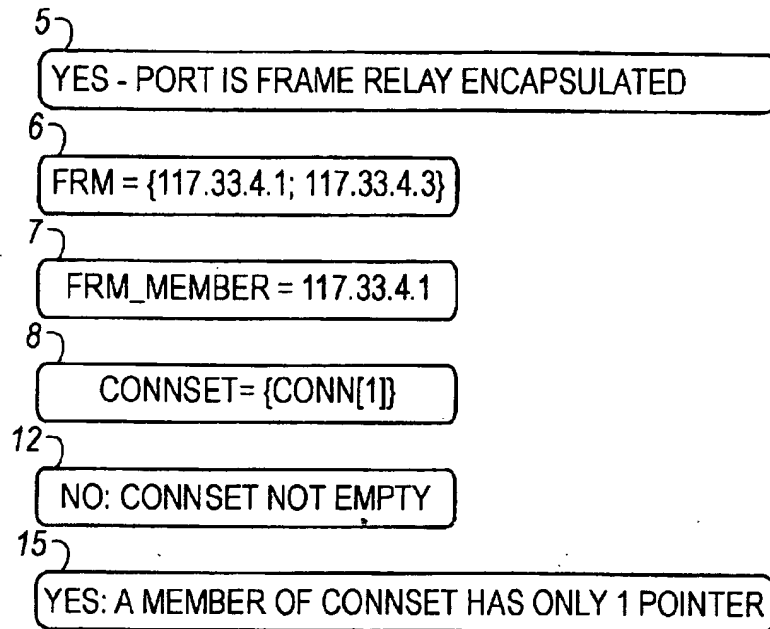 5
YES - PORT IS FRAME RELAY ENCAPSULATED
6
FRM = {117.33.4.1; 117.33.4.3}
7
FRM_MEMBER = 117.33.4.1
8
CONNSET= {CONN[1]}
12
NO: CONNSET NOT EMPTY
15
YES: A MEMBER OF CONNSET HAS ONLY 1 POINTER